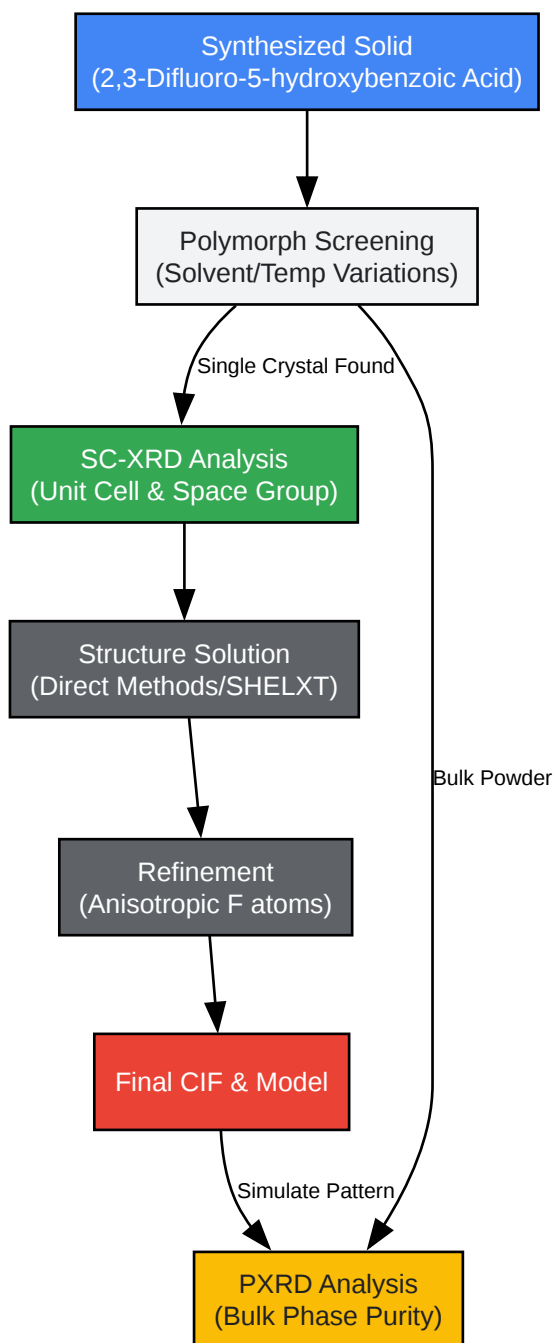 Synthesized Solid
(2,3-Difluoro-5-hydroxybenzoic Acid)
Polymorph Screening
(Solvent/Temp Variations)
Single Crystal Found
SC-XRD Analysis
(Unit Cell & Space Group)
Structure Solution
(Direct Methods/SHELXT)
Bulk Powder
Refinement
(Anisotropic F atoms)
Final CIF & Model
Simulate Pattern
PXRD Analysis
(Bulk Phase Purity)